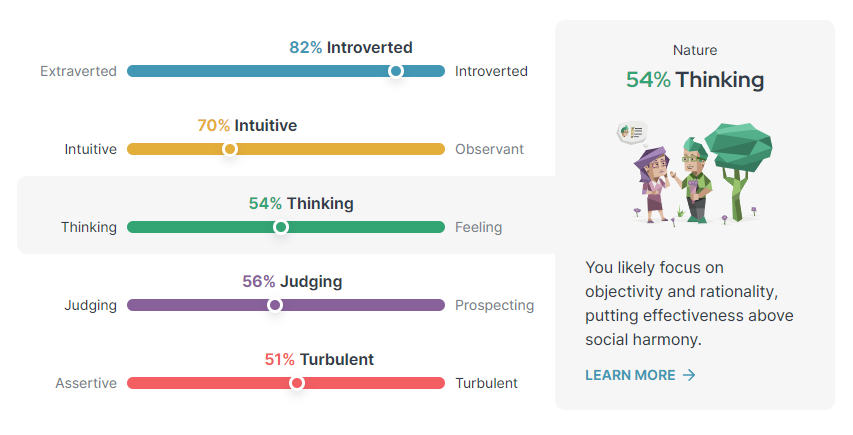 82% Introverted
Extraverted Introverted
70% Intuitive
Intuitive Observant
54% Thinking
Thinking Feeling
56% Judging
Judging Prospecting
51% Turbulent
Assertive Turbulent
Nature
54% Thinking
You likely focus on
objectivity and rationality,
putting effectiveness above
social harmony.
LEARN MORE →